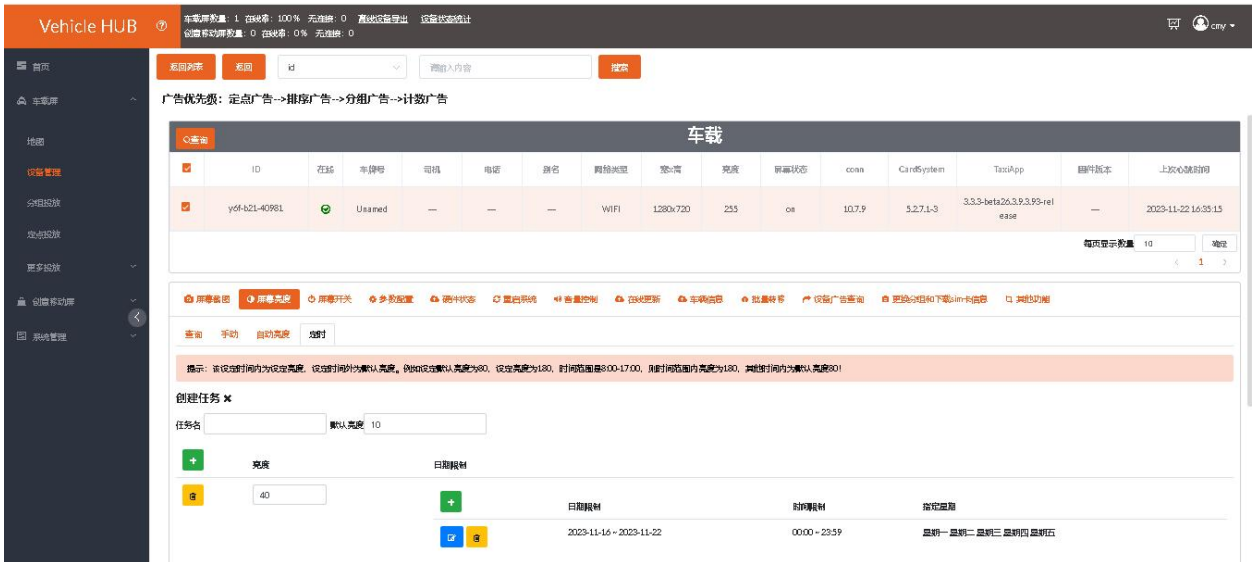 Vehicle HUB
车载屏数量: 1 在线率: 100% 无连接: 0 离线设备导出 设备状态统计
创意移动屏数量: 0 在线率: 0% 无连接: 0
cmy
首页
车载屏
地图
设备管理
分组投放
定点投放
更多投放
创意移动屏
系统管理
返回列表 返回 id 请输入内容 搜索
广告优先级: 定点广告-->排序广告-->分组广告-->计数广告
查询 车载
ID 在线 车牌号 司机 电话 别名 网络类型 宽x高 亮度 屏幕状态 conn CardSystem TaxiApp 固件版本 上次心跳时间
y6f-b21-40981 Unamed — — — WIFI 1280x720 255 on 10.7.9 5.2.7.1-3 3.3.3-beta26.3.9.3.93-release — 2023-11-22 16:35:15
每页显示数量 10 确定
< 1 >
屏幕截图 屏幕亮度 屏幕开关 参数配置 硬件状态 重启系统 音量控制 在线更新 车辆信息 批量转移 设备广告查询 更换分组和下载sim卡信息 其他功能
查询 手动 自动亮度 定时
提示: 该设定时间内为设定亮度, 设定时间外为默认亮度。例如设定默认亮度为80, 设定亮度为180, 时间范围是8:00-17:00, 则时间范围内亮度为180, 其他时间内为默认亮度80!
创建任务 ✖
任务名 默认亮度 10
+ 亮度 日期限制
40
+ 日期限制 时间限制 指定星期
2023-11-16 ~ 2023-11-22 00:00 ~ 23:59 星期一 星期二 星期三 星期四 星期五